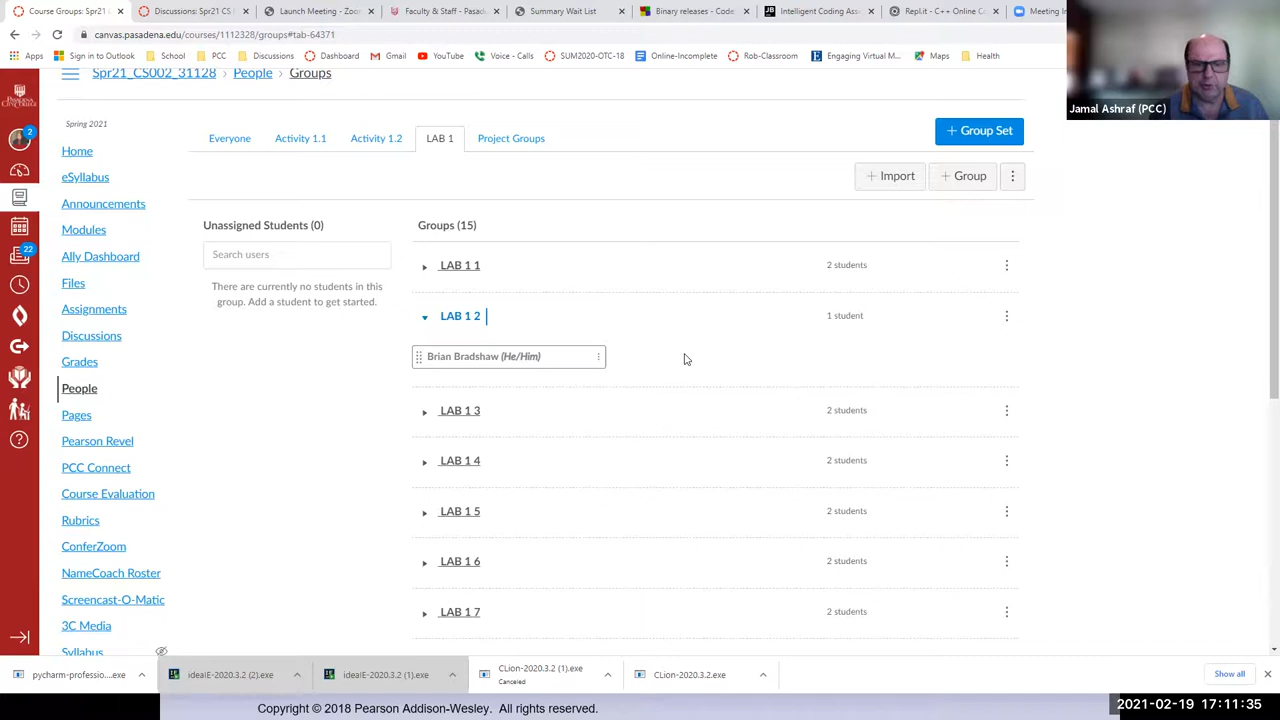 Course Groups: Spr21 CS
Discussions: Spr21 CS
Launch Meeting - Zoom
Faculty & Staff - Pas
Summary Wait List
Binary releases - Code
Intelligent Coding Assi
Repl.it - C++ Online Co
Meeting In
canvas.pasadena.edu/courses/1112328/groups#tab-64371
Apps
Sign in to Outlook
School
PCC
Discussions
Dashboard
Gmail
YouTube
Voice - Calls
SUM2020-OTC-18
Online-Incomplete
Rob-Classroom
Engaging Virtual M...
Maps
Health
Jamal Ashraf (PCC)
Spr21_CS002_31128 › People › Groups
Spring 2021
2
22
Home
eSyllabus
Announcements
Modules
Ally Dashboard
Files
Assignments
Discussions
Grades
People
Pages
Pearson Revel
PCC Connect
Course Evaluation
Rubrics
ConferZoom
NameCoach Roster
Screencast-O-Matic
3C Media
Syllabus
Everyone
Activity 1.1
Activity 1.2
LAB 1
Project Groups
+ Group Set
+ Import
+ Group
Unassigned Students (0)
Search users
There are currently no students in this
group. Add a student to get started.
Groups (15)
LAB 1 1 2 students
LAB 1 2 1 student
Brian Bradshaw (He/Him)
LAB 1 3 2 students
LAB 1 4 2 students
LAB 1 5 2 students
LAB 1 6 2 students
LAB 1 7 2 students
pycharm-professio....exe
ideaIE-2020.3.2 (2).exe
ideaIE-2020.3.2 (1).exe
CLion-2020.3.2 (1).exe
Canceled
CLion-2020.3.2.exe
Show all
Copyright © 2018 Pearson Addison-Wesley. All rights reserved.
2021-02-19 17:11:35